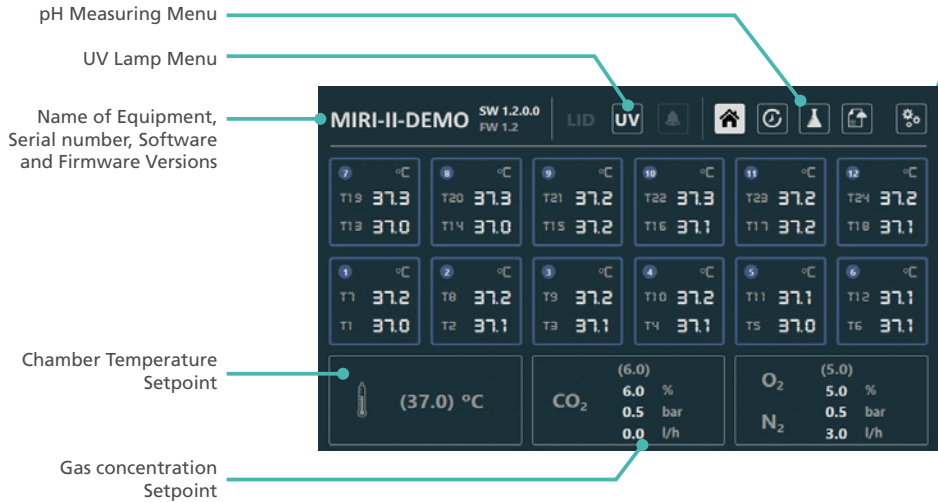 pH Measuring Menu
UV Lamp Menu
Name of Equipment,
Serial number, Software
and Firmware Versions
Chamber Temperature
Setpoint
Gas concentration
Setpoint
MIRI-II-DEMO SW 1.2.0.0
FW 1.2
LID UV
7 °C 8 °C 9 °C 10 °C 11 °C 12 °C
T19 37.3 T20 37.3 T21 37.2 T22 37.3 T23 37.2 T24 37.2
T13 37.0 T14 37.0 T15 37.2 T16 37.1 T17 37.2 T18 37.1
1 °C 2 °C 3 °C 4 °C 5 °C 6 °C
T7 37.2 T8 37.2 T9 37.2 T10 37.2 T11 37.1 T12 37.1
T1 37.0 T2 37.1 T3 37.1 T4 37.1 T5 37.0 T6 37.1
(37.0) °C
(6.0)
6.0 %
CO₂ 0.5 bar
0.0 l/h
(5.0)
O₂ 5.0 %
0.5 bar
N₂ 3.0 l/h